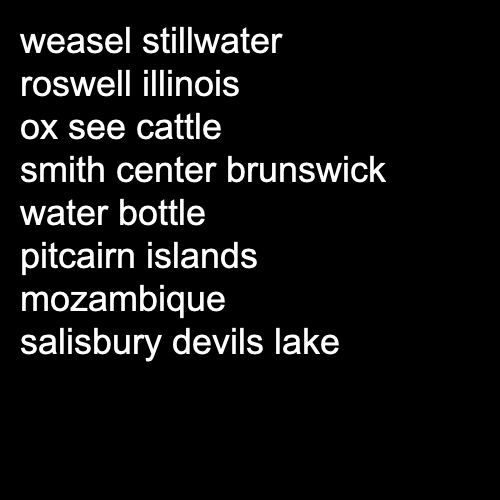 weasel stillwater
roswell illinois
ox see cattle
smith center brunswick
water bottle
pitcairn islands
mozambique
salisbury devils lake